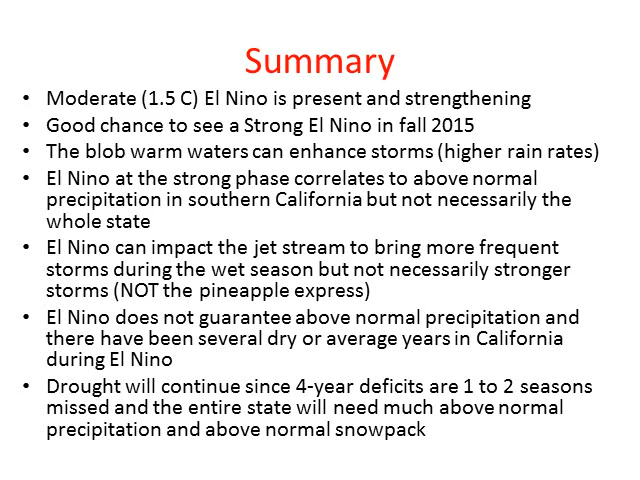 Summary
• Moderate (1.5 C) El Nino is present and strengthening
• Good chance to see a Strong El Nino in fall 2015
• The blob warm waters can enhance storms (higher rain rates)
• El Nino at the strong phase correlates to above normal
precipitation in southern California but not necessarily the
whole state
• El Nino can impact the jet stream to bring more frequent
storms during the wet season but not necessarily stronger
storms (NOT the pineapple express)
• El Nino does not guarantee above normal precipitation and
there have been several dry or average years in California
during El Nino
• Drought will continue since 4-year deficits are 1 to 2 seasons
missed and the entire state will need much above normal
precipitation and above normal snowpack